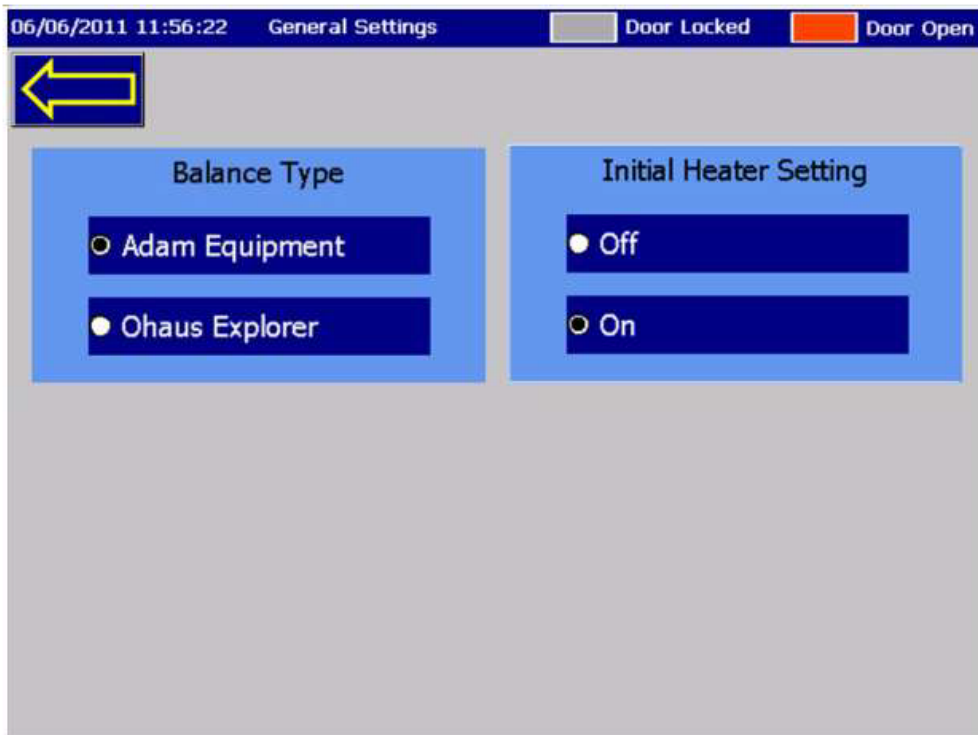 06/06/2011 11:56:22 General Settings Door Locked Door Open
Balance Type
Adam Equipment
Ohaus Explorer
Initial Heater Setting
Off
On